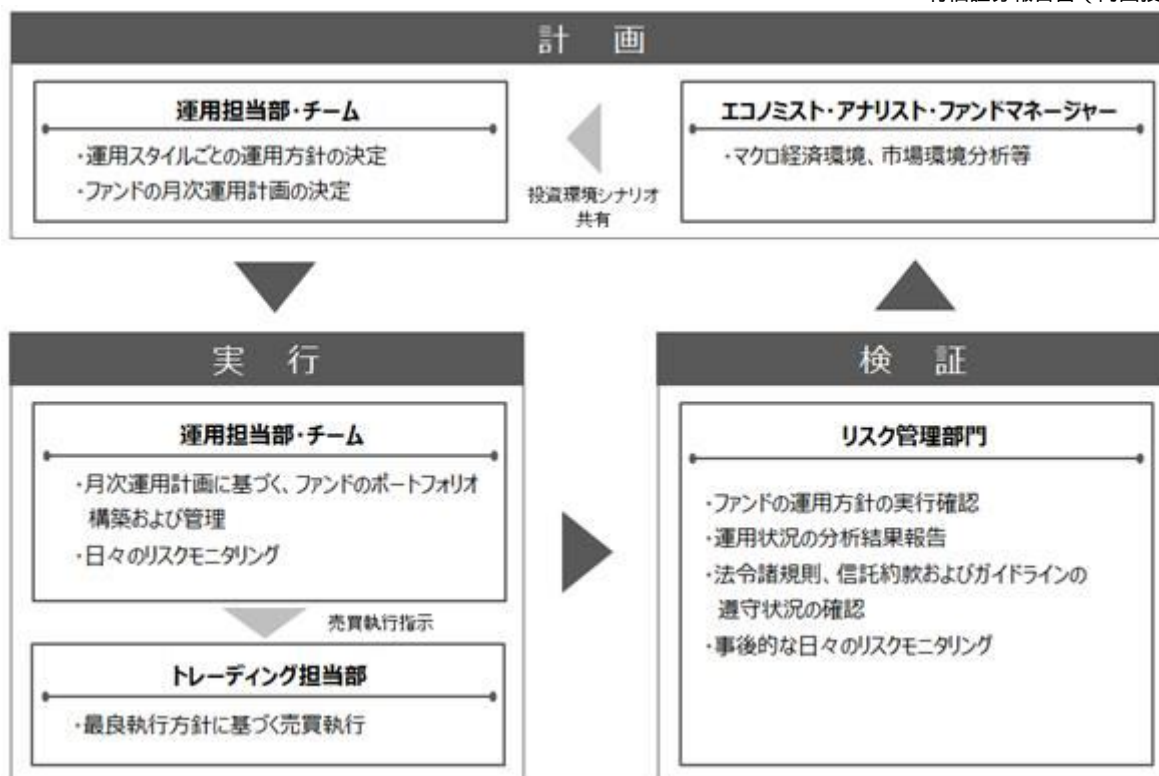 計 画
運用担当部・チーム
・運用スタイルごとの運用方針の決定
・ファンドの月次運用計画の決定
投資環境シナリオ
共有
エコノミスト・アナリスト・ファンドマネージャー
・マクロ経済環境、市場環境分析等
実 行
運用担当部・チーム
・月次運用計画に基づく、ファンドのポートフォリオ
構築および管理
・日々のリスクモニタリング
売買執行指示
トレーディング担当部
・最良執行方針に基づく売買執行
検 証
リスク管理部門
・ファンドの運用方針の実行確認
・運用状況の分析結果報告
・法令諸規則、信託約款およびガイドラインの
遵守状況の確認
・事後的な日々のリスクモニタリング